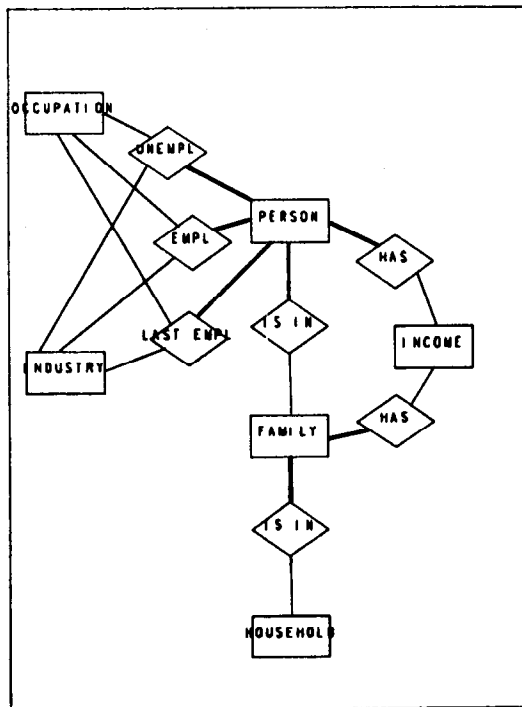 OCCUPATION
UNEMPL
PERSON
EMPL
HAS
IS IN
LAST EMPL
INCOME
INDUSTRY
HAS
FAMILY
IS IN
HOUSEHOLD